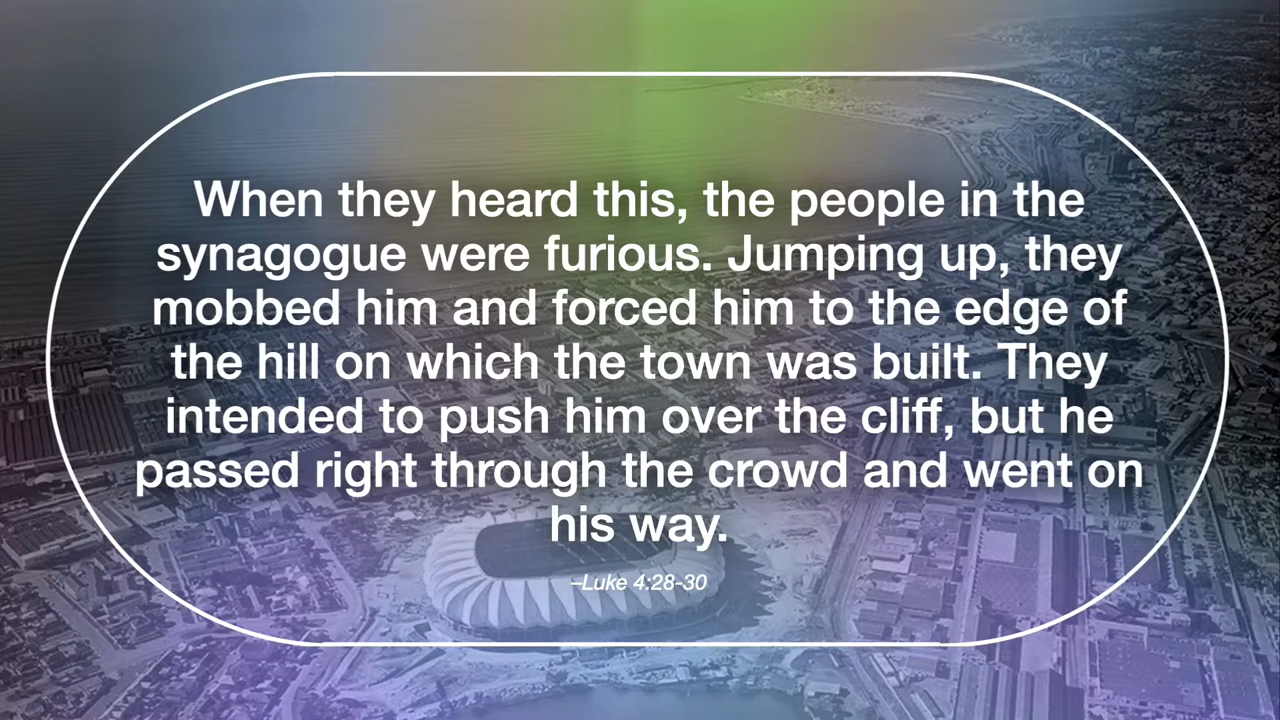 When they heard this, the people in the
synagogue were furious. Jumping up, they
mobbed him and forced him to the edge of
the hill on which the town was built. They
intended to push him over the cliff, but he
passed right through the crowd and went on
his way.
–Luke 4:28-30